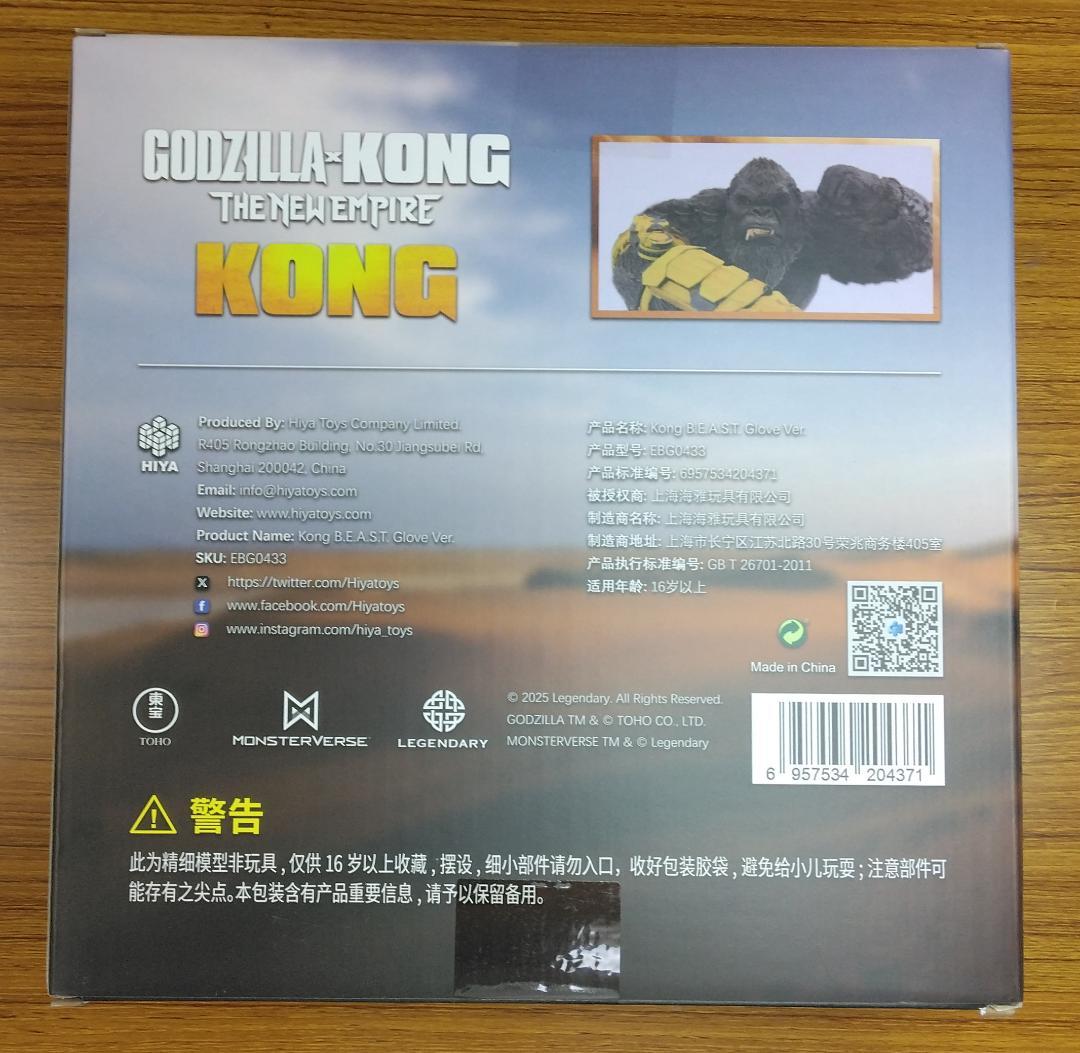 GODZILLA x KONG
THE NEW EMPIRE
KONG
HIYA
Produced By: Hiya Toys Company Limited.
R405 Rongzhao Building, No.30 Jiangsubei Rd,
Shanghai 200042, China
Email: info@hiyatoys.com
Website: www.hiyatoys.com
Product Name: Kong B.E.A.S.T. Glove Ver.
SKU: EBG0433
https://twitter.com/Hiyatoys
www.facebook.com/Hiyatoys
www.instagram.com/hiya_toys
产品名称: Kong B.E.A.S.T. Glove Ver.
产品型号: EBG0433
产品标准编号: 6957534204371
被授权商: 上海海雅玩具有限公司
制造商名称: 上海海雅玩具有限公司
制造商地址: 上海市长宁区江苏北路30号荣兆商务楼405室
产品执行标准编号: GB T 26701-2011
适用年龄: 16岁以上
Made in China
東宝
TOHO
MONSTERVERSE
LEGENDARY
© 2025 Legendary. All Rights Reserved.
GODZILLA TM & © TOHO CO., LTD.
MONSTERVERSE TM & © Legendary
6 957534 204371
警告
此为精细模型非玩具,仅供 16 岁以上收藏,摆设,细小部件请勿入口，收好包装胶袋,避免给小儿玩耍;注意部件可
能存有之尖点。本包装含有产品重要信息,请予以保留备用。